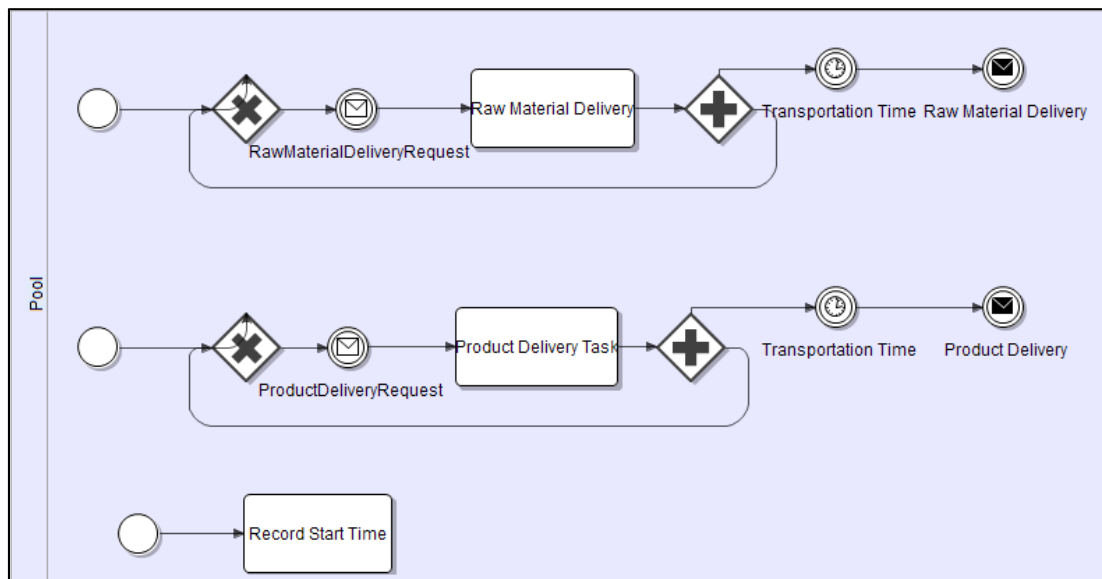 Raw Material Delivery
Transportation Time
Raw Material Delivery
RawMaterialDeliveryRequest
Pool
Product Delivery Task
Transportation Time
Product Delivery
ProductDeliveryRequest
Record Start Time